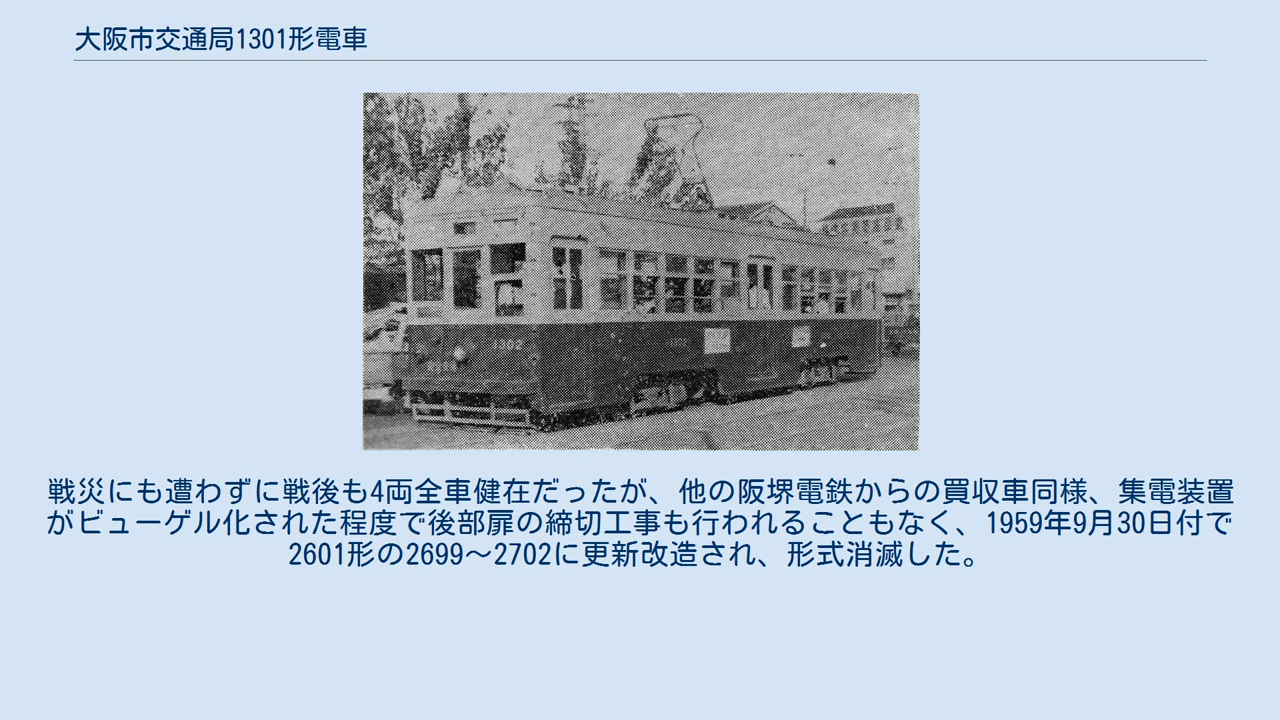 大阪市交通局1301形電車
1302
戦災にも遭わずに戦後も4両全車健在だったが、他の阪堺電鉄からの買収車同様、集電装置
がビューゲル化された程度で後部扉の締切工事も行われることもなく、1959年9月30日付で
2601形の2699～2702に更新改造され、形式消滅した。